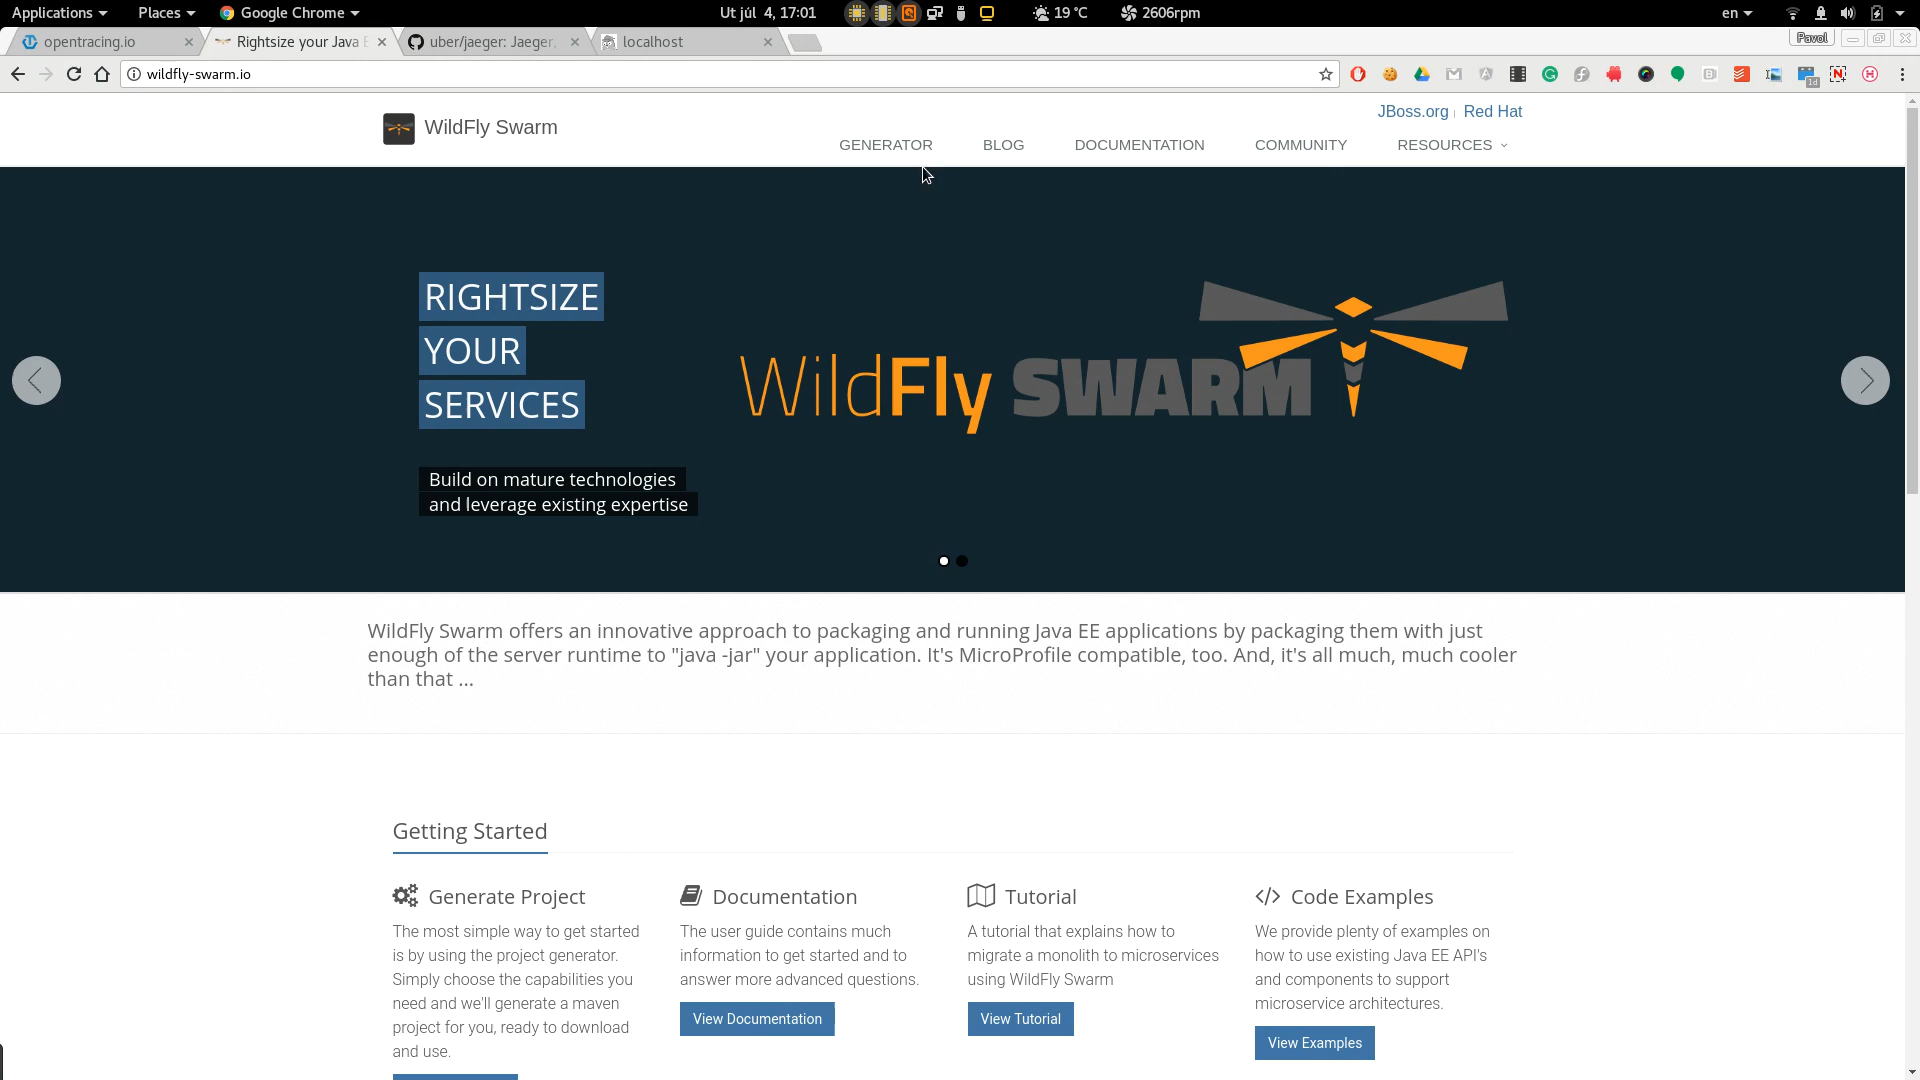 Applications Places Google Chrome Ut júl 4, 17:01 19 °C 2606rpm en
opentracing.io Rightsize your Java E uber/jaeger: Jaeger, localhost Pavol
wildfly-swarm.io
JBoss.org Red Hat
WildFly Swarm
GENERATOR BLOG DOCUMENTATION COMMUNITY RESOURCES
RIGHTSIZE
YOUR
SERVICES
WildFly SWARM
Build on mature technologies
and leverage existing expertise
WildFly Swarm offers an innovative approach to packaging and running Java EE applications by packaging them with just
enough of the server runtime to "java -jar" your application. It's MicroProfile compatible, too. And, it's all much, much cooler
than that ...
Getting Started
Generate Project
The most simple way to get started
is by using the project generator.
Simply choose the capabilities you
need and we'll generate a maven
project for you, ready to download
and use.
Documentation
The user guide contains much
information to get started and to
answer more advanced questions.
View Documentation
Tutorial
A tutorial that explains how to
migrate a monolith to microservices
using WildFly Swarm
View Tutorial
Code Examples
We provide plenty of examples on
how to use existing Java EE API's
and components to support
microservice architectures.
View Examples